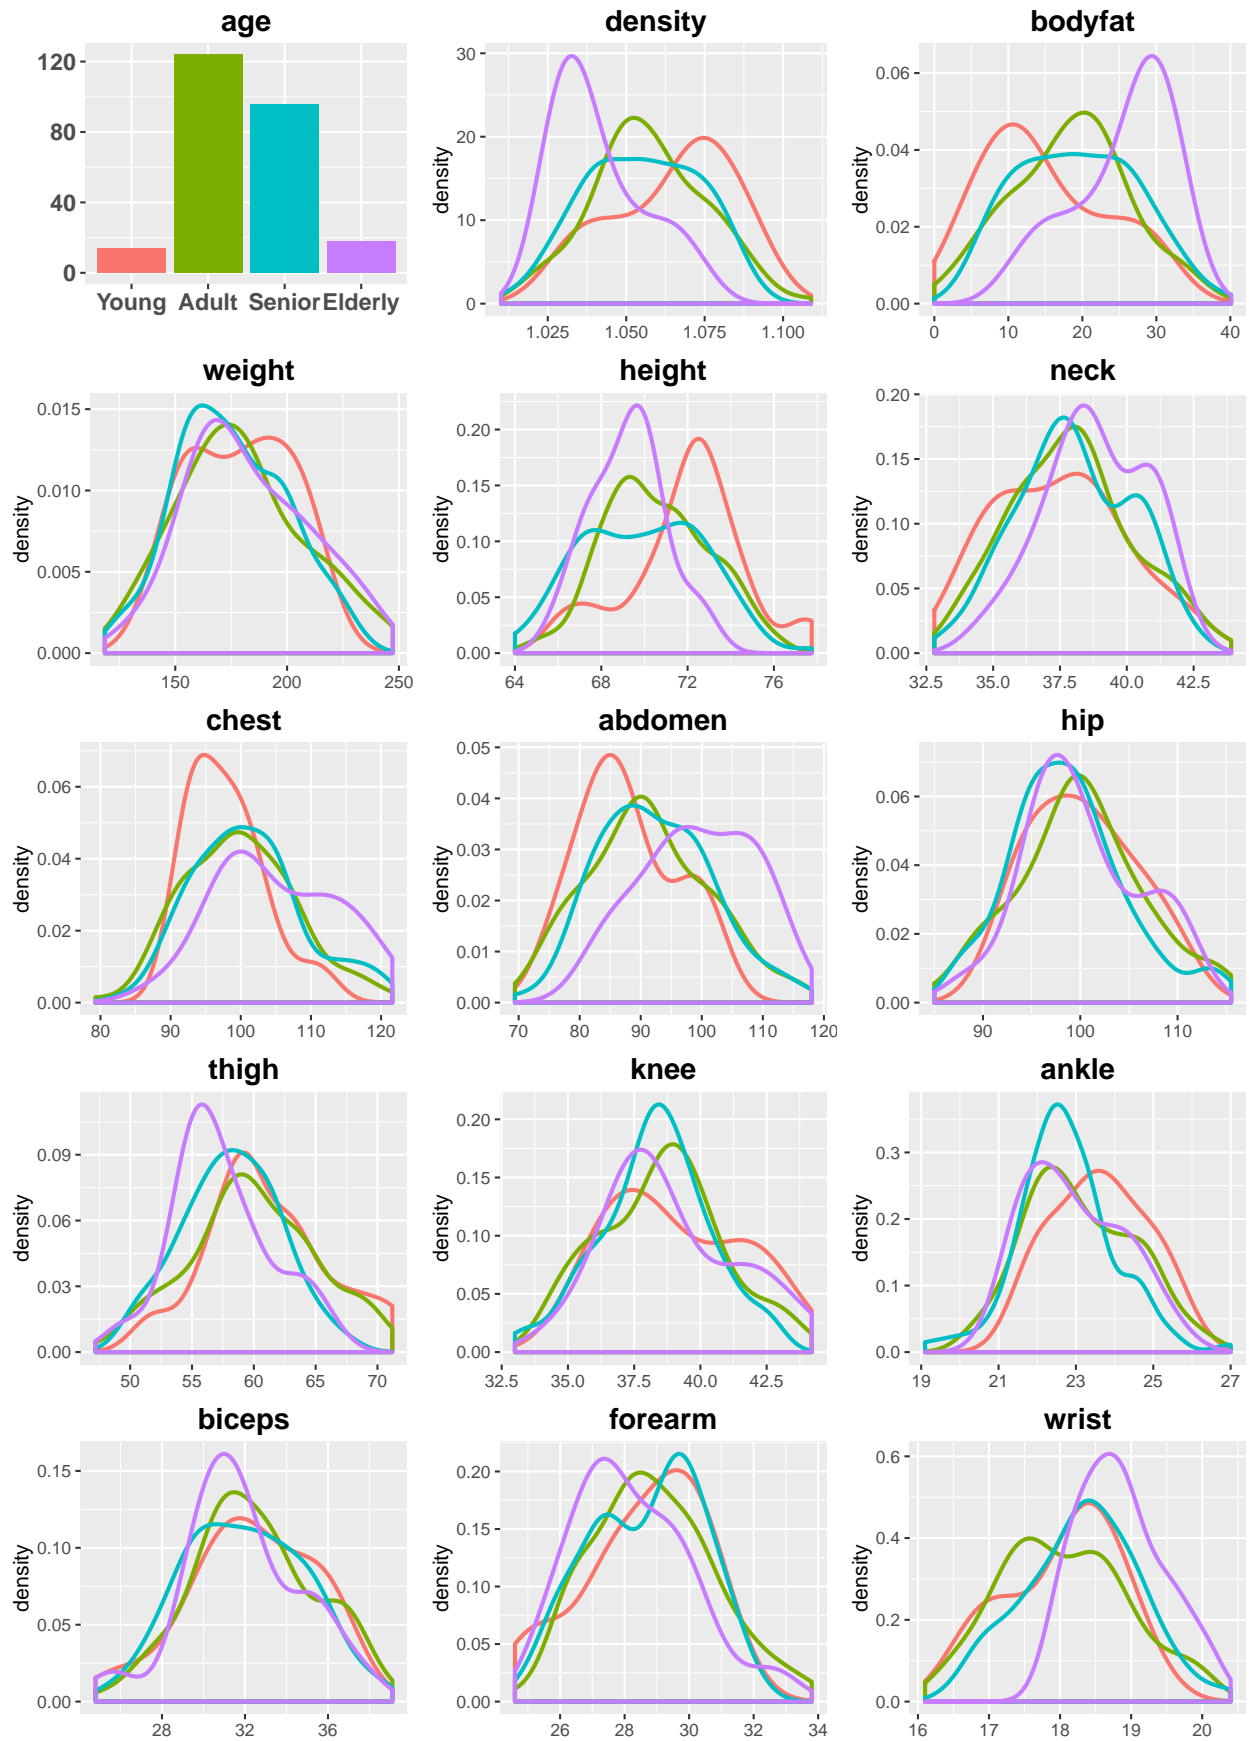 age
120
80
40
0
Young Adult Senior Elderly
density
density
30
20
10
0
1.025 1.050 1.075 1.100
bodyfat
density
0.06
0.04
0.02
0.00
0 10 20 30 40
weight
density
0.015
0.010
0.005
0.000
150 200 250
height
density
0.20
0.15
0.10
0.05
0.00
64 68 72 76
neck
density
0.20
0.15
0.10
0.05
0.00
32.5 35.0 37.5 40.0 42.5
chest
density
0.06
0.04
0.02
0.00
80 90 100 110 120
abdomen
density
0.05
0.04
0.03
0.02
0.01
0.00
70 80 90 100 110 120
hip
density
0.06
0.04
0.02
0.00
90 100 110
thigh
density
0.09
0.06
0.03
0.00
50 55 60 65 70
knee
density
0.20
0.15
0.10
0.05
0.00
32.5 35.0 37.5 40.0 42.5
ankle
density
0.3
0.2
0.1
0.0
19 21 23 25 27
biceps
density
0.15
0.10
0.05
0.00
28 32 36
forearm
density
0.20
0.15
0.10
0.05
0.00
26 28 30 32 34
wrist
density
0.6
0.4
0.2
0.0
16 17 18 19 20